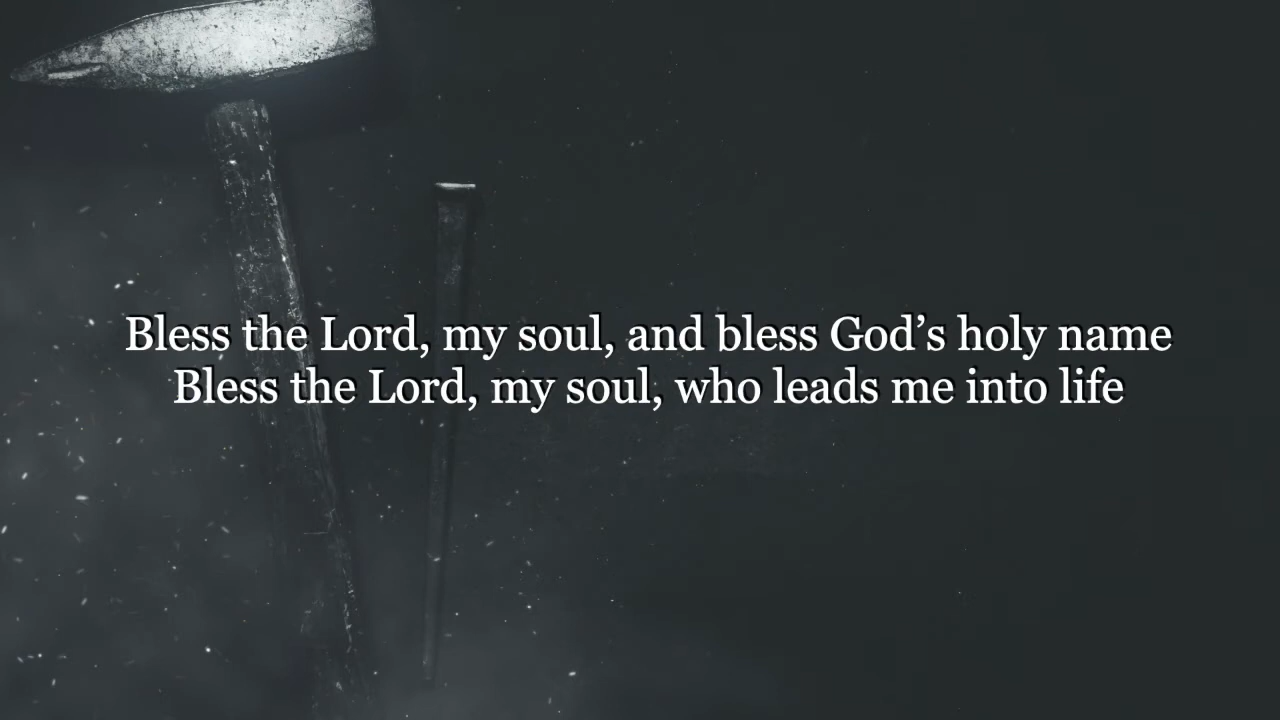 Bless the Lord, my soul, and bless God’s holy name
Bless the Lord, my soul, who leads me into life